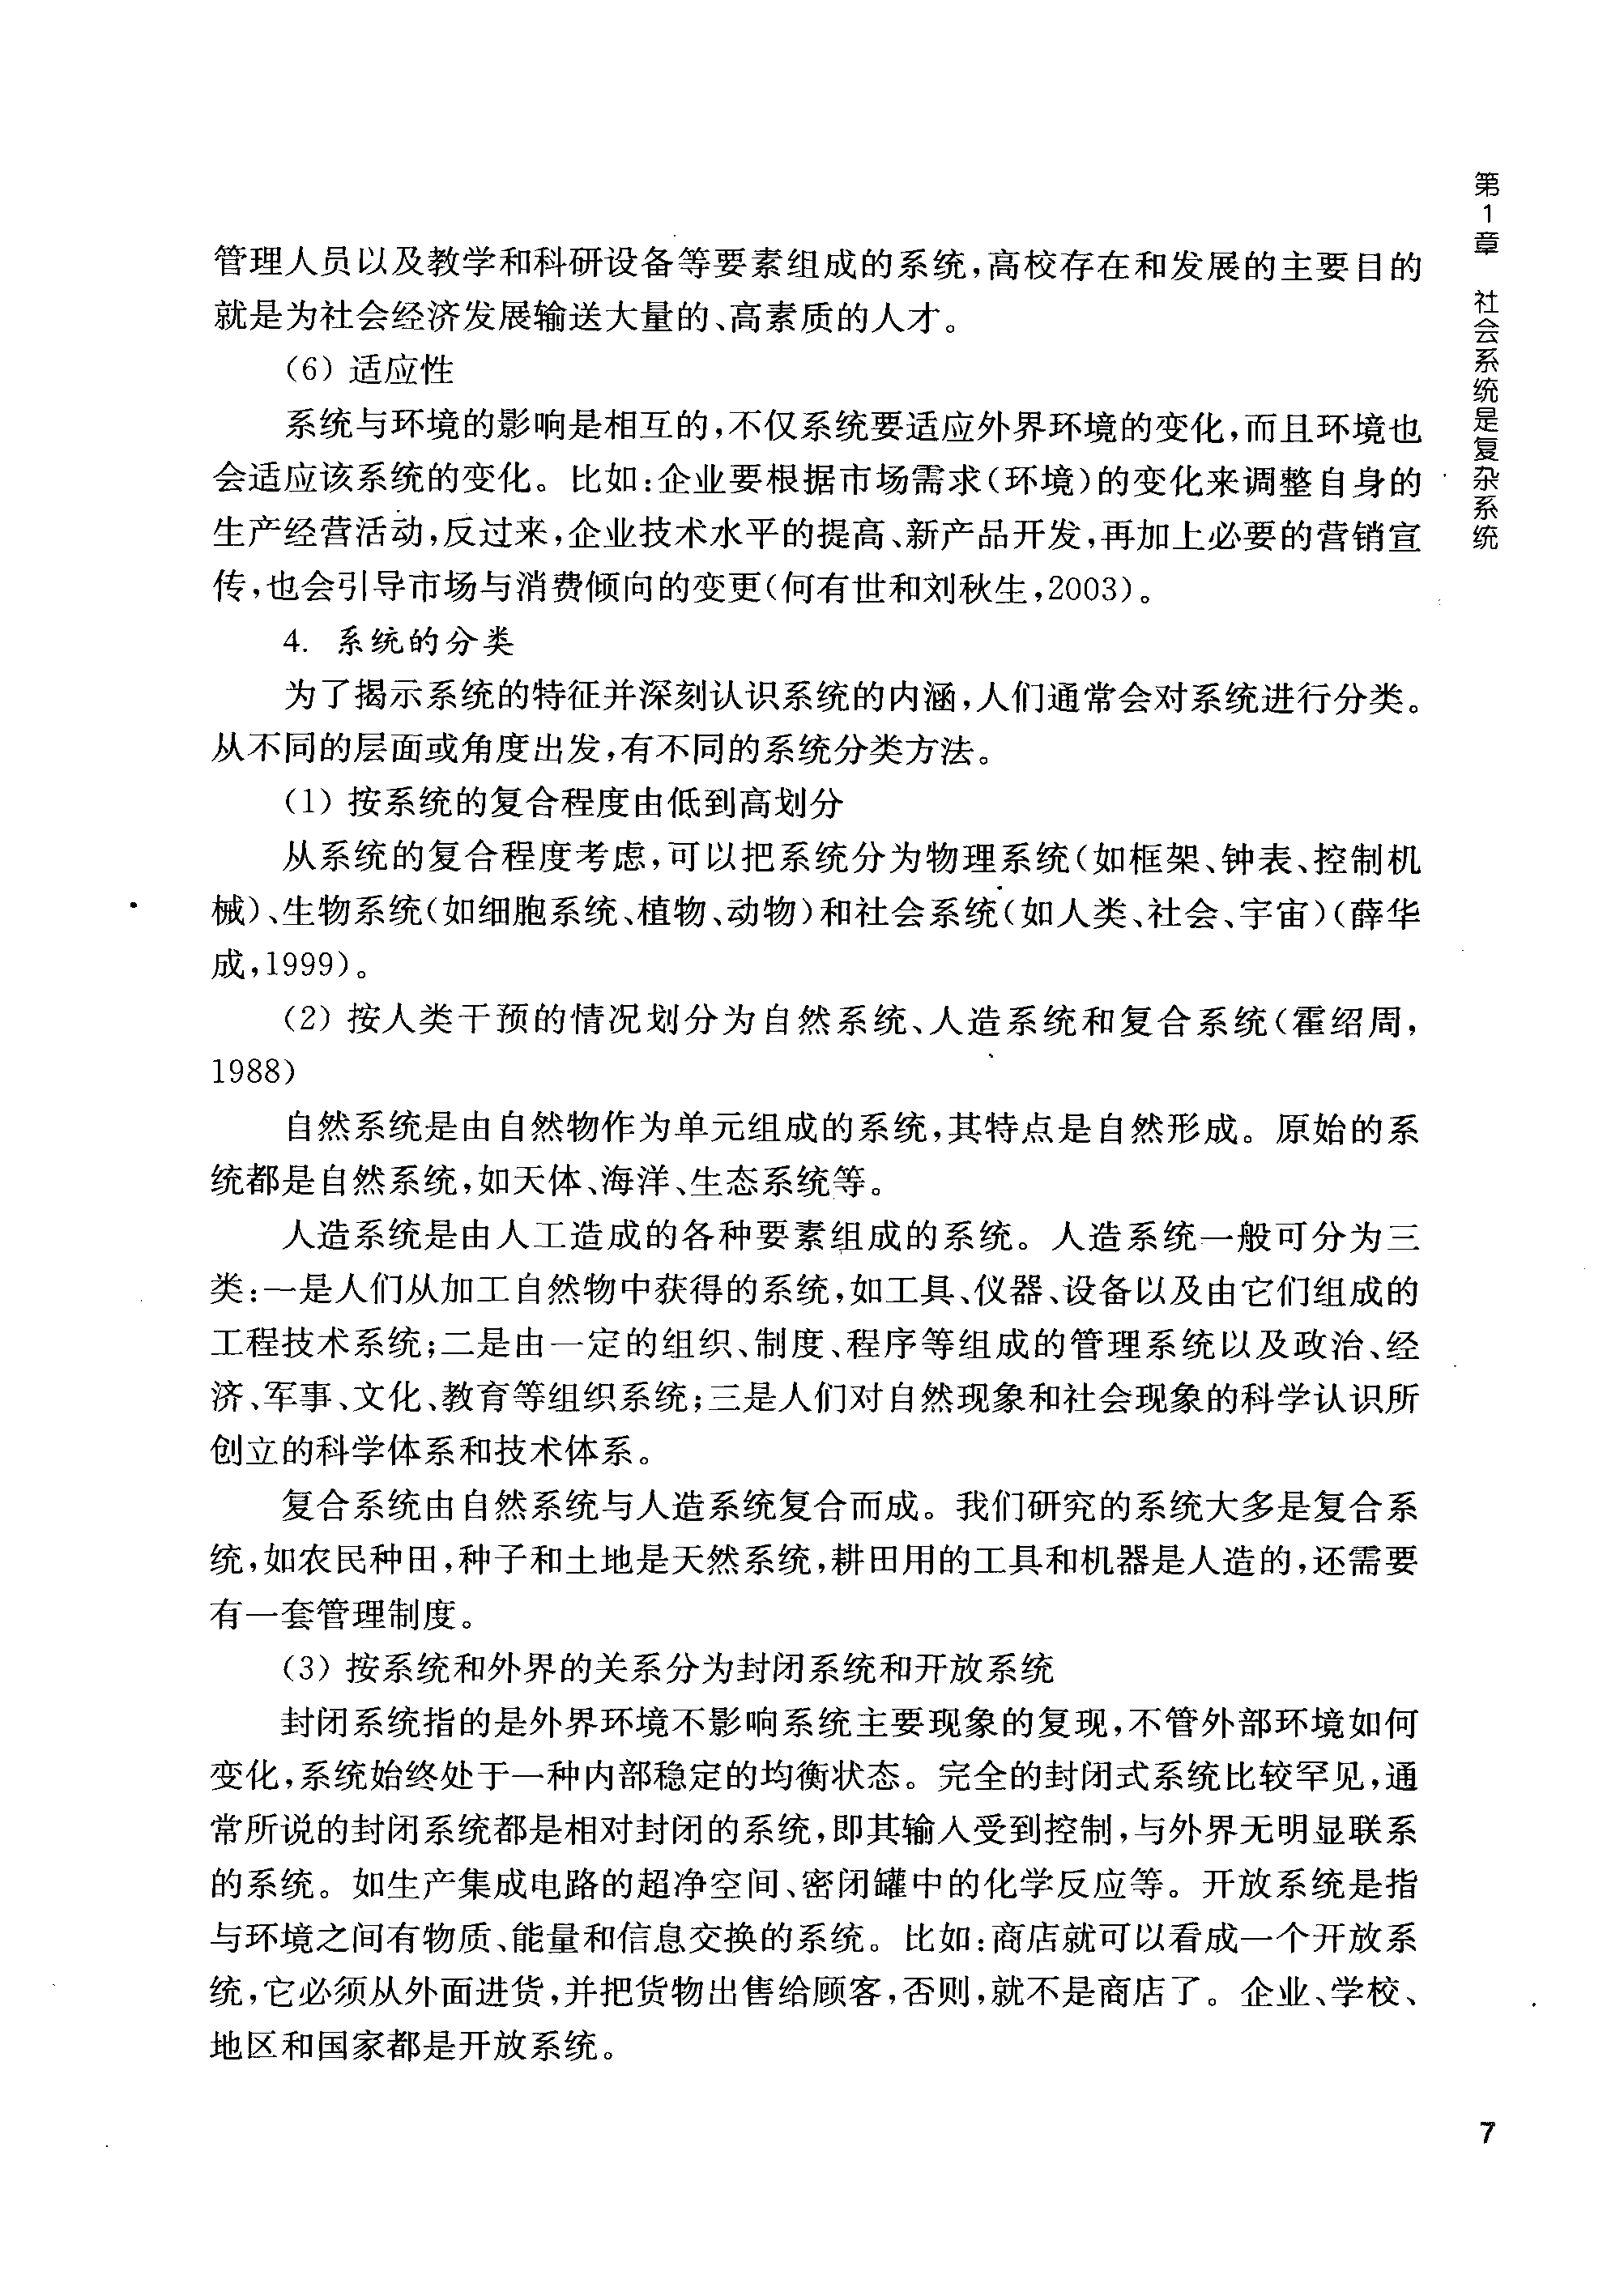 第1章 社会系统是复杂系统
管理人员以及教学和科研设备等要素组成的系统,高校存在和发展的主要目的
就是为社会经济发展输送大量的、高素质的人才。
(6) 适应性
系统与环境的影响是相互的,不仅系统要适应外界环境的变化,而且环境也
会适应该系统的变化。比如:企业要根据市场需求(环境)的变化来调整自身的
生产经营活动,反过来,企业技术水平的提高、新产品开发,再加上必要的营销宣
传,也会引导市场与消费倾向的变更(何有世和刘秋生,2003)。
4. 系统的分类
为了揭示系统的特征并深刻认识系统的内涵,人们通常会对系统进行分类。
从不同的层面或角度出发,有不同的系统分类方法。
(1) 按系统的复合程度由低到高划分
从系统的复合程度考虑,可以把系统分为物理系统(如框架、钟表、控制机
械)、生物系统(如细胞系统、植物、动物)和社会系统(如人类、社会、宇宙)(薛华
成,1999)。
(2) 按人类干预的情况划分为自然系统、人造系统和复合系统(霍绍周,
1988)
自然系统是由自然物作为单元组成的系统,其特点是自然形成。原始的系
统都是自然系统,如天体、海洋、生态系统等。
人造系统是由人工造成的各种要素组成的系统。人造系统一般可分为三
类:一是人们从加工自然物中获得的系统,如工具、仪器、设备以及由它们组成的
工程技术系统;二是由一定的组织、制度、程序等组成的管理系统以及政治、经
济、军事、文化、教育等组织系统;三是人们对自然现象和社会现象的科学认识所
创立的科学体系和技术体系。
复合系统由自然系统与人造系统复合而成。我们研究的系统大多是复合系
统,如农民种田,种子和土地是天然系统,耕田用的工具和机器是人造的,还需要
有一套管理制度。
(3) 按系统和外界的关系分为封闭系统和开放系统
封闭系统指的是外界环境不影响系统主要现象的复现,不管外部环境如何
变化,系统始终处于一种内部稳定的均衡状态。完全的封闭式系统比较罕见,通
常所说的封闭系统都是相对封闭的系统,即其输入受到控制,与外界无明显联系
的系统。如生产集成电路的超净空间、密闭罐中的化学反应等。开放系统是指
与环境之间有物质、能量和信息交换的系统。比如:商店就可以看成一个开放系
统,它必须从外面进货,并把货物出售给顾客,否则,就不是商店了。企业、学校、
地区和国家都是开放系统。
7